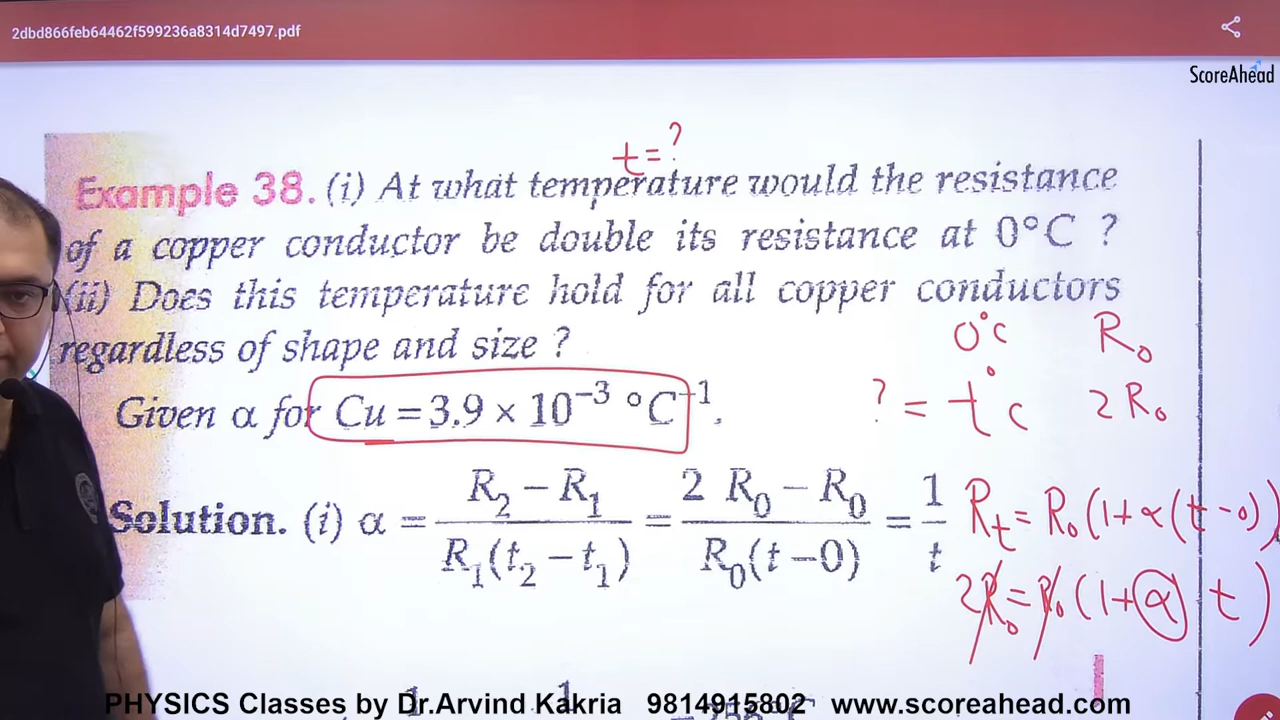 2dbd866feb64462f599236a8314d7497.pdf
ScoreAhead
t = ?
Example 38. (i) At what temperature would the resistance
of a copper conductor be double its resistance at 0°C ?
(ii) Does this temperature hold for all copper conductors
regardless of shape and size ?
0°C R₀
Given α for Cu = 3.9 × 10⁻³ °C⁻¹.
? = t°C 2R₀
Solution. (i) α = (R₂ − R₁) / (R₁(t₂ − t₁)) = (2 R₀ − R₀) / (R₀(t − 0)) = 1 / t
Rt = R₀(1 + α(t − 0))
2R₀ = R₀(1 + α t)
PHYSICS Classes by Dr.Arvind Kakria 9814915802 www.scoreahead.com